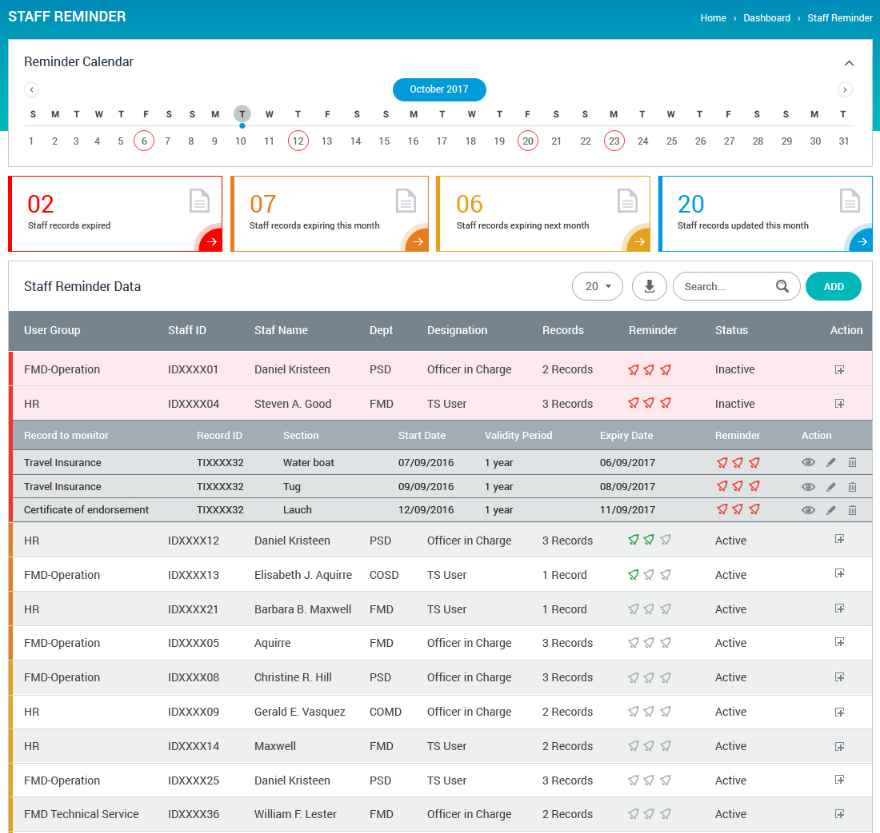 STAFF REMINDER
Home › Dashboard › Staff Reminder
Reminder Calendar
October 2017
S M T W T F S S M T W T F S S M T W T F S S M T W T F S S M T
1 2 3 4 5 6 7 8 9 10 11 12 13 14 15 16 17 18 19 20 21 22 23 24 25 26 27 28 29 30 31
02
Staff records expired
07
Staff records expiring this month
06
Staff records expiring next month
20
Staff records updated this month
Staff Reminder Data
20
Search...
ADD
User Group Staff ID Staf Name Dept Designation Records Reminder Status Action
FMD-Operation IDXXXX01 Daniel Kristeen PSD Officer in Charge 2 Records Inactive
HR IDXXXX04 Steven A. Good FMD TS User 3 Records Inactive
Record to monitor Record ID Section Start Date Validity Period Expiry Date Reminder Action
Travel Insurance TIXXXX32 Water boat 07/09/2016 1 year 06/09/2017
Travel Insurance TIXXXX32 Tug 09/09/2016 1 year 08/09/2017
Certificate of endorsement TIXXXX32 Lauch 12/09/2016 1 year 11/09/2017
HR IDXXXX12 Daniel Kristeen PSD Officer in Charge 3 Records Active
FMD-Operation IDXXXX13 Elisabeth J. Aquirre COSD TS User 1 Record Active
HR IDXXXX21 Barbara B. Maxwell FMD TS User 1 Record Active
FMD-Operation IDXXXX05 Aquirre FMD Officer in Charge 3 Records Active
FMD-Operation IDXXXX08 Christine R. Hill PSD Officer in Charge 3 Records Active
HR IDXXXX09 Gerald E. Vasquez COMD Officer in Charge 2 Records Active
HR IDXXXX14 Maxwell FMD TS User 2 Records Active
FMD-Operation IDXXXX25 Daniel Kristeen PSD TS User 3 Records Active
FMD Technical Service IDXXXX36 William F. Lester FMD Officer in Charge 2 Records Active